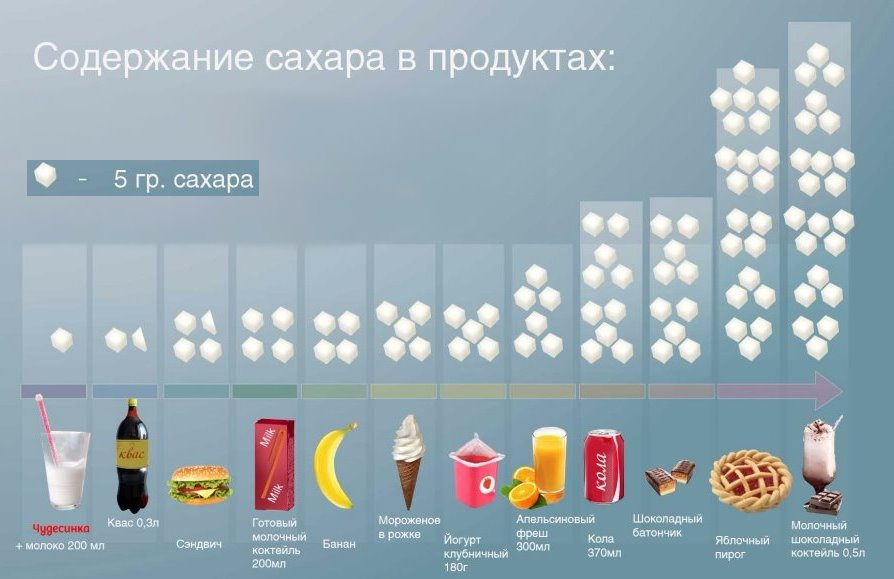 Содержание сахара в продуктах:
- 5 гр. сахара
Milk
Milk
квас
кола
Чудесинка
+ молоко 200 мл
Квас 0,3л
Сэндвич
Готовый
молочный
коктейль
200мл
Банан
Мороженое
в рожке
Йогурт
клубничный
180г
Апельсиновый
фреш
300мл
Кола
370мл
Шоколадный
батончик
Яблочный
пирог
Молочный
шоколадный
коктейль 0,5л